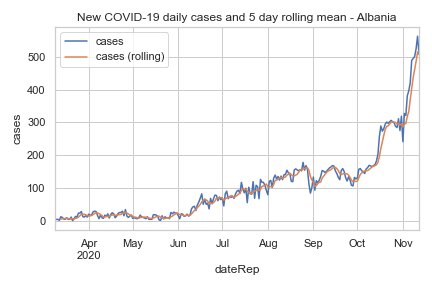 New COVID-19 daily cases and 5 day rolling mean - Albania
cases
cases (rolling)
500
400
300
200
100
0
cases
Apr May Jun Jul Aug Sep Oct Nov
2020
dateRep